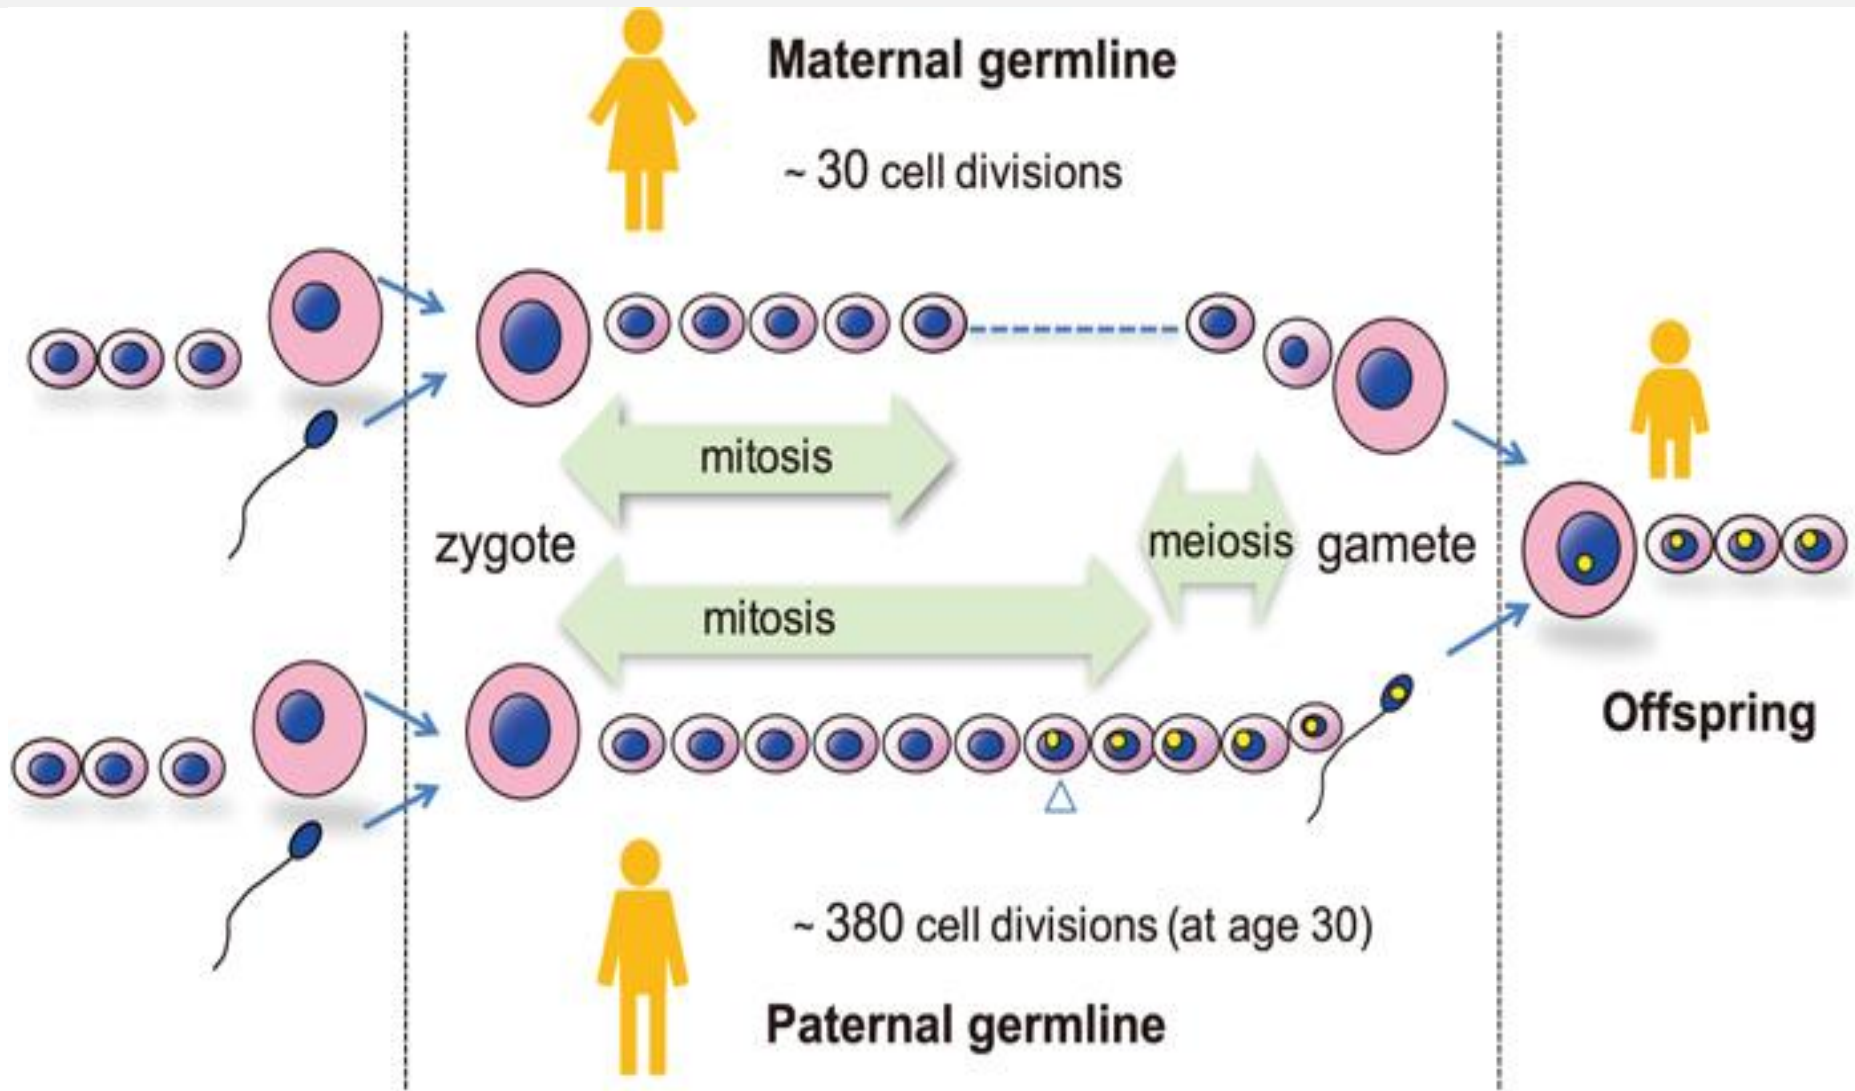 Maternal germline
~ 30 cell divisions
mitosis
zygote
meiosis
gamete
mitosis
Offspring
~ 380 cell divisions (at age 30)
Paternal germline